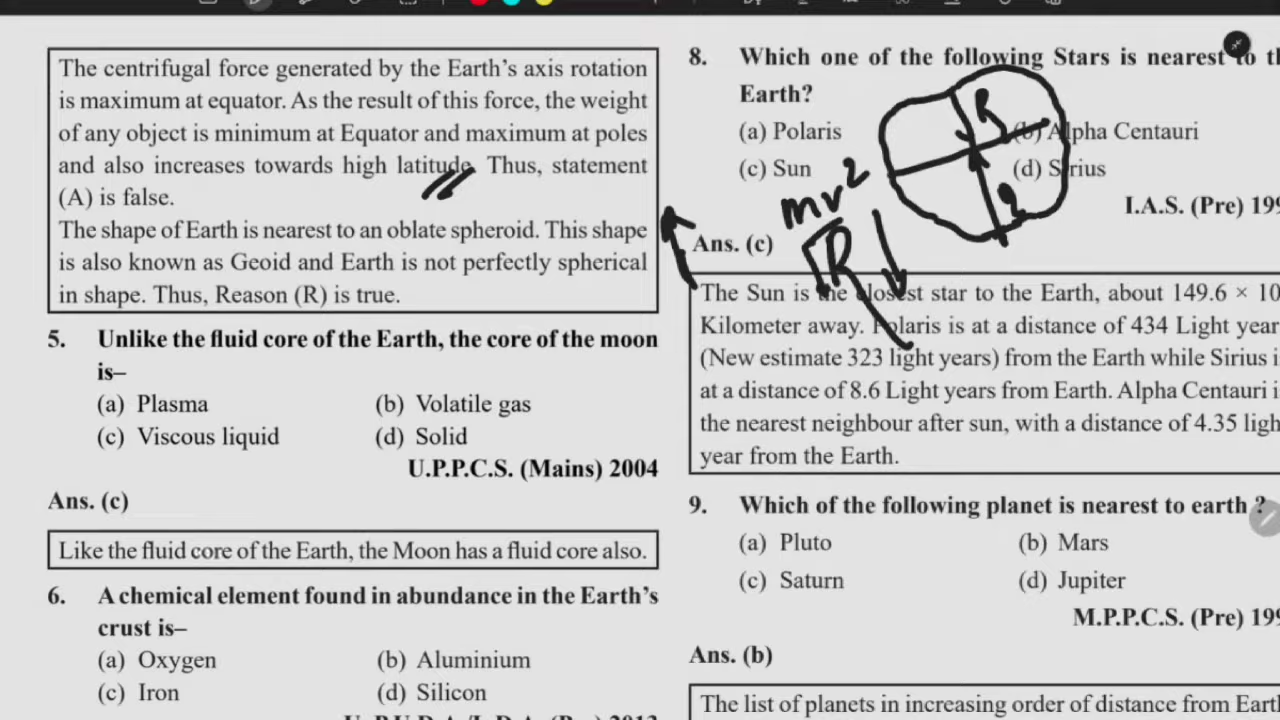 The centrifugal force generated by the Earth's axis rotation
is maximum at equator. As the result of this force, the weight
of any object is minimum at Equator and maximum at poles
and also increases towards high latitude. Thus, statement
(A) is false.
The shape of Earth is nearest to an oblate spheroid. This shape
is also known as Geoid and Earth is not perfectly spherical
in shape. Thus, Reason (R) is true.
5. Unlike the fluid core of the Earth, the core of the moon
is–
(a) Plasma (b) Volatile gas
(c) Viscous liquid (d) Solid
U.P.P.C.S. (Mains) 2004
Ans. (c)
Like the fluid core of the Earth, the Moon has a fluid core also.
6. A chemical element found in abundance in the Earth's
crust is–
(a) Oxygen (b) Aluminium
(c) Iron (d) Silicon
8. Which one of the following Stars is nearest to
Earth?
(a) Polaris (b) Alpha Centauri
(c) Sun (d) Sirius
I.A.S. (Pre) 199
Ans. (c)
mv²
R
R
The Sun is the closest star to the Earth, about 149.6 × 10
Kilometer away. Polaris is at a distance of 434 Light year
(New estimate 323 light years) from the Earth while Sirius i
at a distance of 8.6 Light years from Earth. Alpha Centauri i
the nearest neighbour after sun, with a distance of 4.35 ligh
year from the Earth.
9. Which of the following planet is nearest to earth ?
(a) Pluto (b) Mars
(c) Saturn (d) Jupiter
M.P.P.C.S. (Pre) 199
Ans. (b)
The list of planets in increasing order of distance from Eart